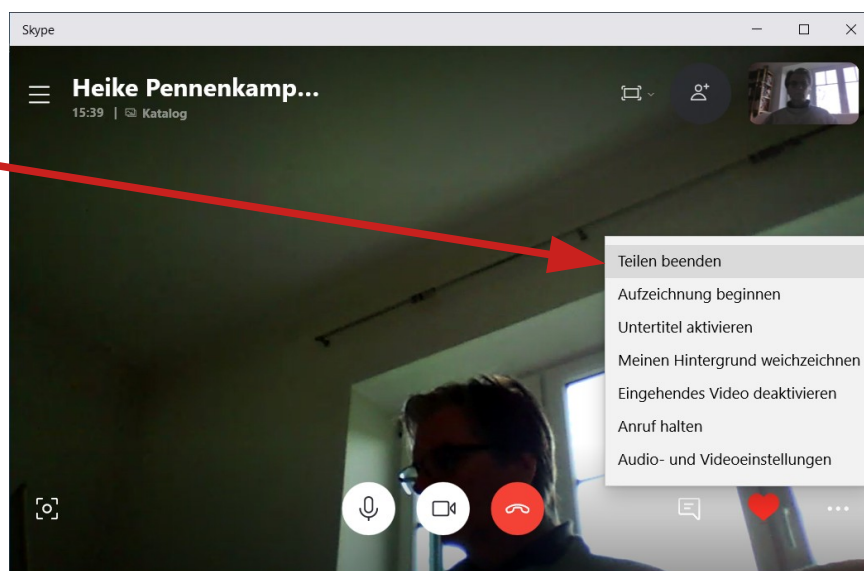 Skype
Heike Pennenkamp...
15:39 | Katalog
Teilen beenden
Aufzeichnung beginnen
Untertitel aktivieren
Meinen Hintergrund weichzeichnen
Eingehendes Video deaktivieren
Anruf halten
Audio- und Videoeinstellungen